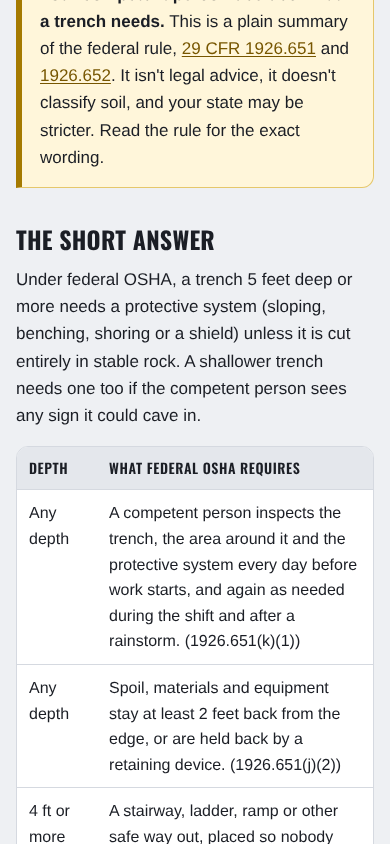 a trench needs. This is a plain summary
of the federal rule, 29 CFR 1926.651 and
1926.652. It isn't legal advice, it doesn't
classify soil, and your state may be
stricter. Read the rule for the exact
wording.
THE SHORT ANSWER
Under federal OSHA, a trench 5 feet deep or
more needs a protective system (sloping,
benching, shoring or a shield) unless it is cut
entirely in stable rock. A shallower trench
needs one too if the competent person sees
any sign it could cave in.
DEPTH WHAT FEDERAL OSHA REQUIRES
Any depth A competent person inspects the
trench, the area around it and the
protective system every day before
work starts, and again as needed
during the shift and after a
rainstorm. (1926.651(k)(1))
Any depth Spoil, materials and equipment
stay at least 2 feet back from the
edge, or are held back by a
retaining device. (1926.651(j)(2))
4 ft or more A stairway, ladder, ramp or other
safe way out, placed so nobody